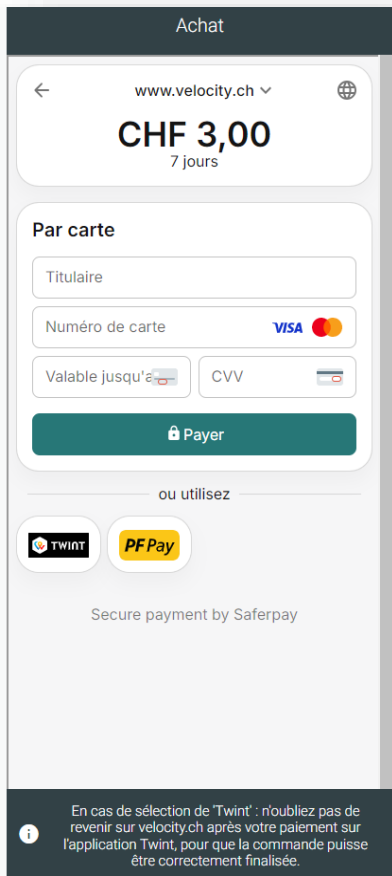 Achat
www.velocity.ch
CHF 3,00
7 jours
Par carte
Titulaire
Numéro de carte VISA
Valable jusqu'a CVV
Payer
ou utilisez
TWINT PF Pay
Secure payment by Saferpay
En cas de sélection de 'Twint' : n'oubliez pas de
revenir sur velocity.ch après votre paiement sur
l'application Twint, pour que la commande puisse
être correctement finalisée.